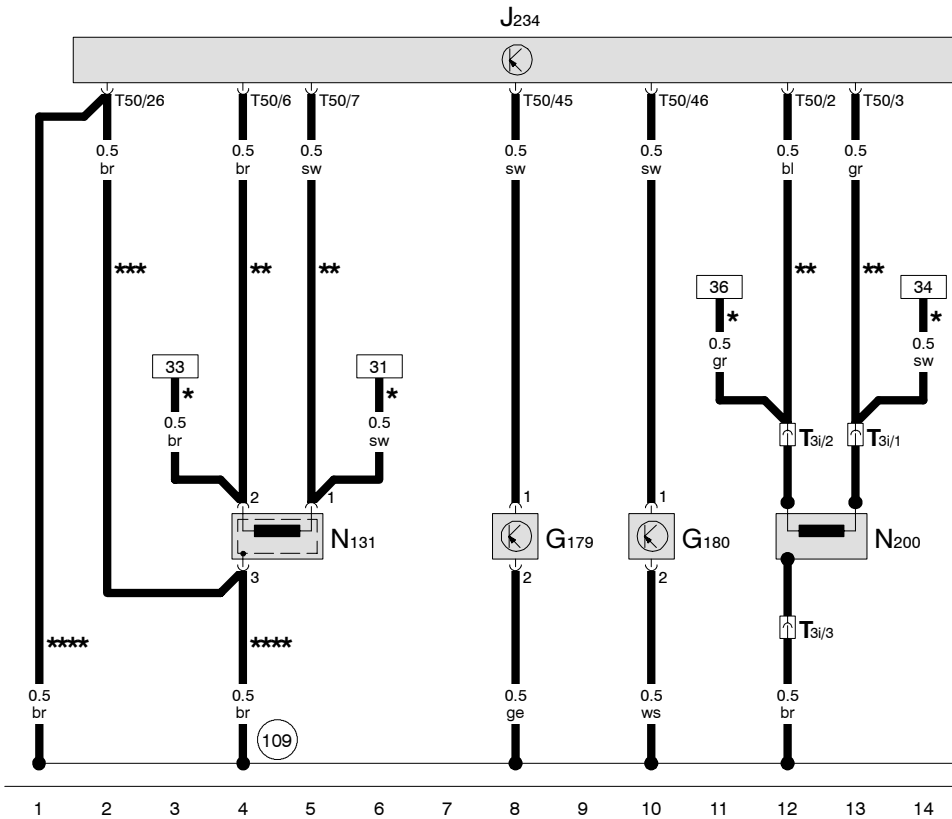 J234
T50/26 T50/6 T50/7 T50/45 T50/46 T50/2 T50/3
0.5 0.5 0.5 0.5 0.5 0.5 0.5
br br sw sw sw bl gr
*** ** ** ** **
36 34
* *
0.5 0.5
gr sw
33 31
* *
0.5 0.5
br sw
T3i/2 T3i/1
2 1 1 1
N131 G179 G180 N200
3 2 2
T3i/3
**** ****
0.5 0.5 0.5 0.5 0.5
br br ge ws br
109
1 2 3 4 5 6 7 8 9 10 11 12 13 14